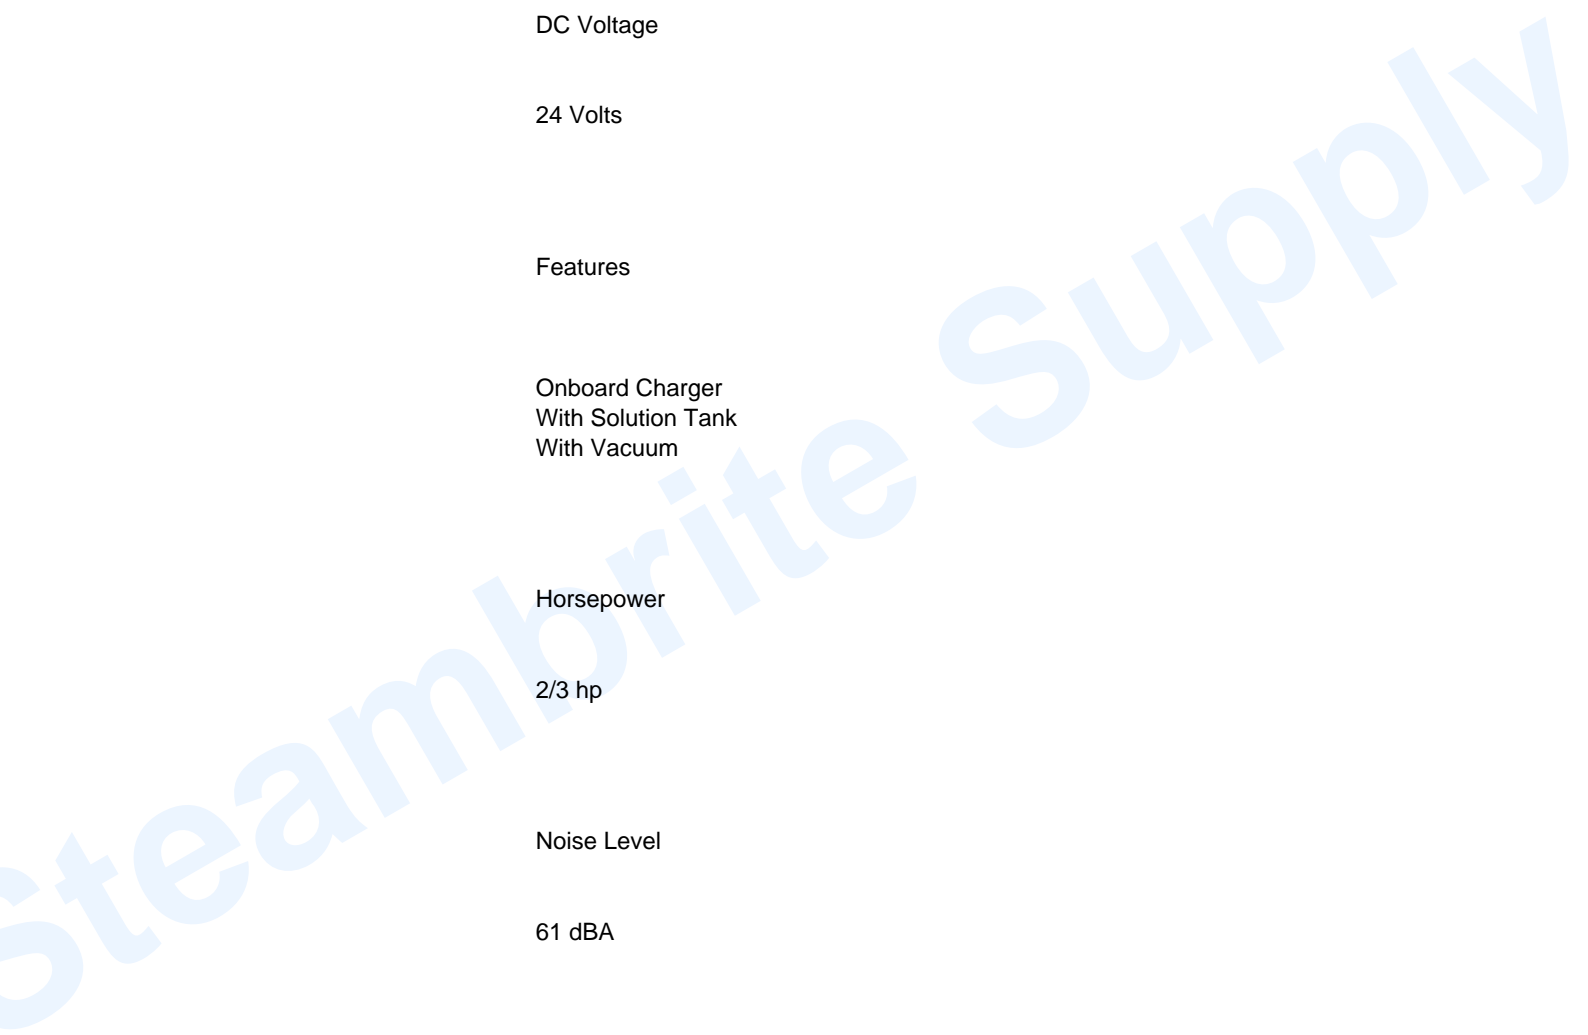 DC Voltage
24 Volts
Features
Onboard Charger
With Solution Tank
With Vacuum
Horsepower
2/3 hp
Noise Level
61 dBA
Steambrite Supply